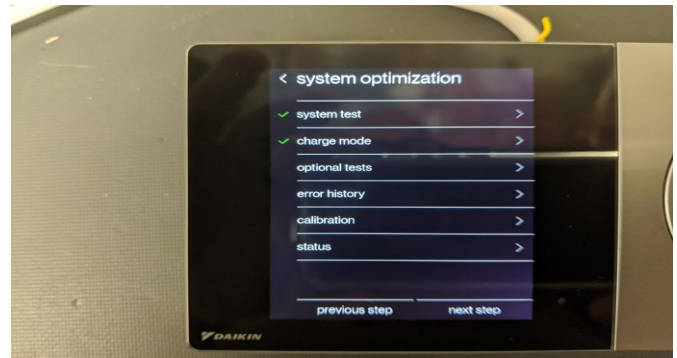 < system optimization
system test >
charge mode >
optional tests >
error history >
calibration >
status >
previous step next step
DAIKIN